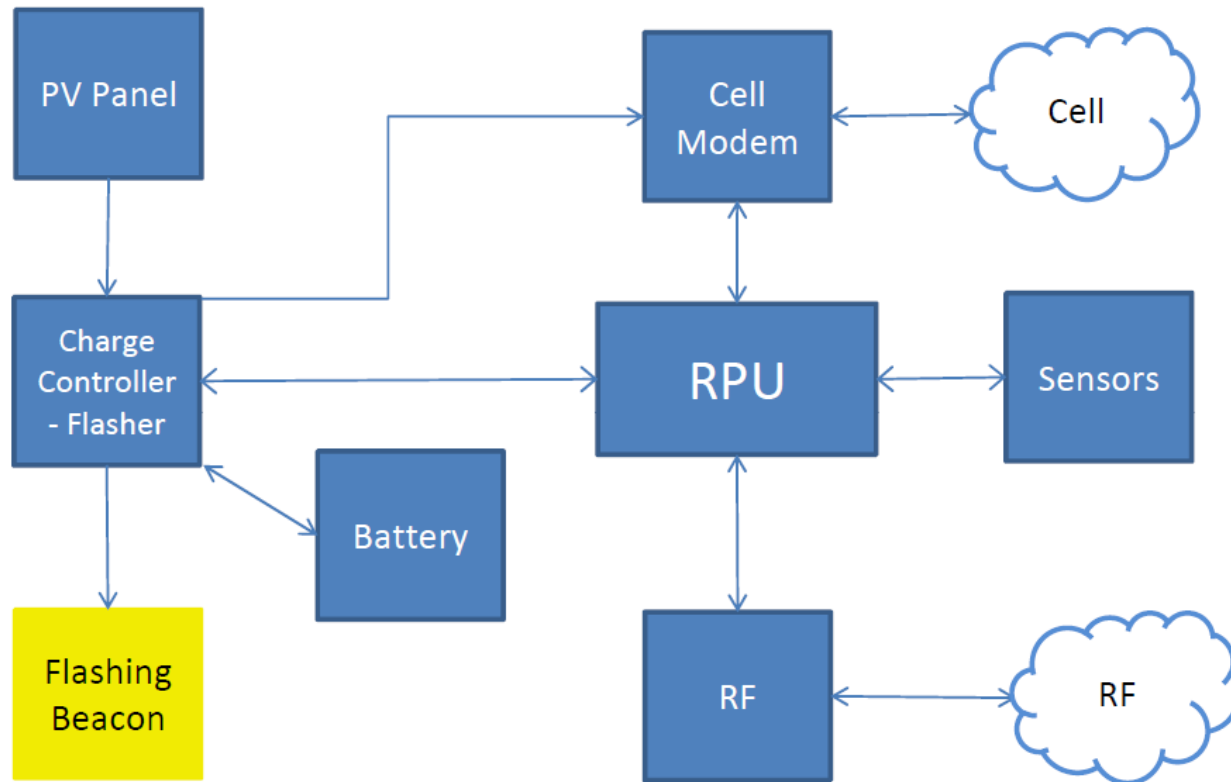 PV Panel
Cell
Modem
Cell
Charge
Controller
- Flasher
RPU
Sensors
Battery
Flashing
Beacon
RF
RF